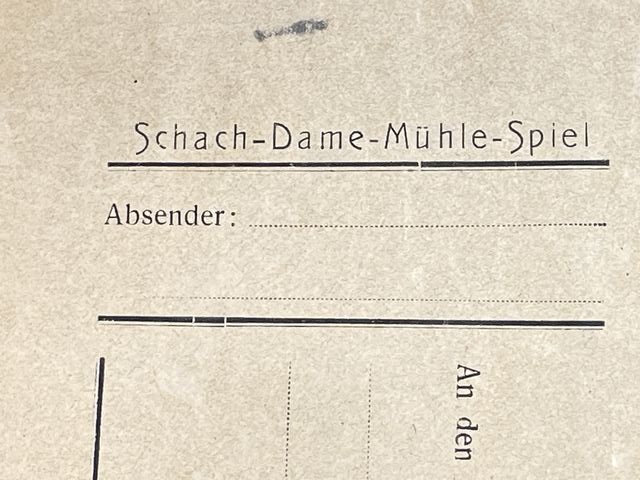 Schach-Dame-Mühle-Spiel
Absender:
An den